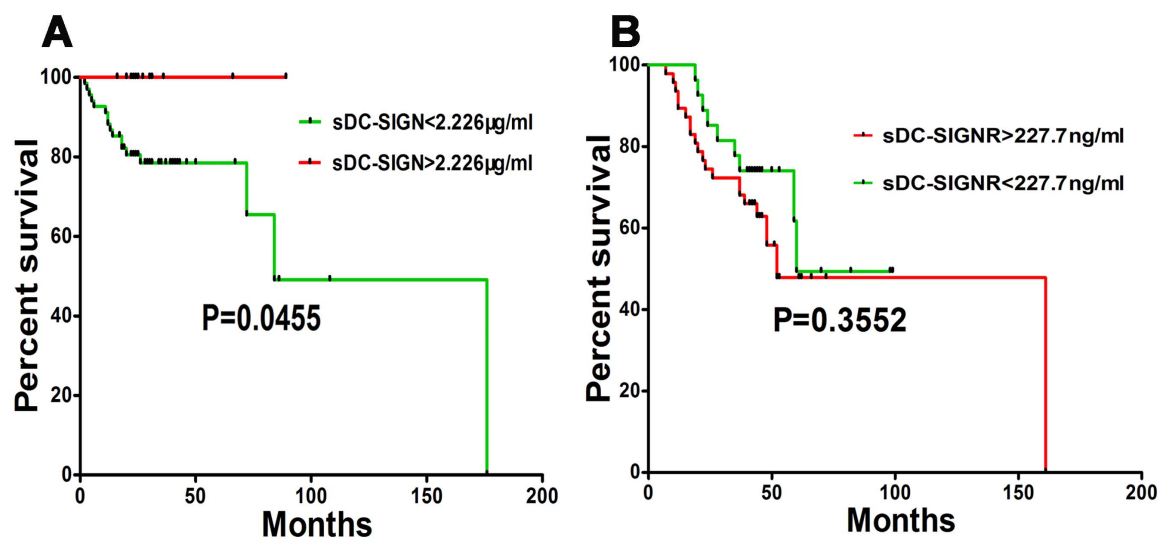 A
Percent survival
100
80
60
40
20
0
sDC-SIGN<2.226µg/ml
sDC-SIGN>2.226µg/ml
P=0.0455
0 50 100 150 200
Months
B
Percent survival
100
80
60
40
20
0
sDC-SIGNR>227.7ng/ml
sDC-SIGNR<227.7ng/ml
P=0.3552
0 50 100 150 200
Months